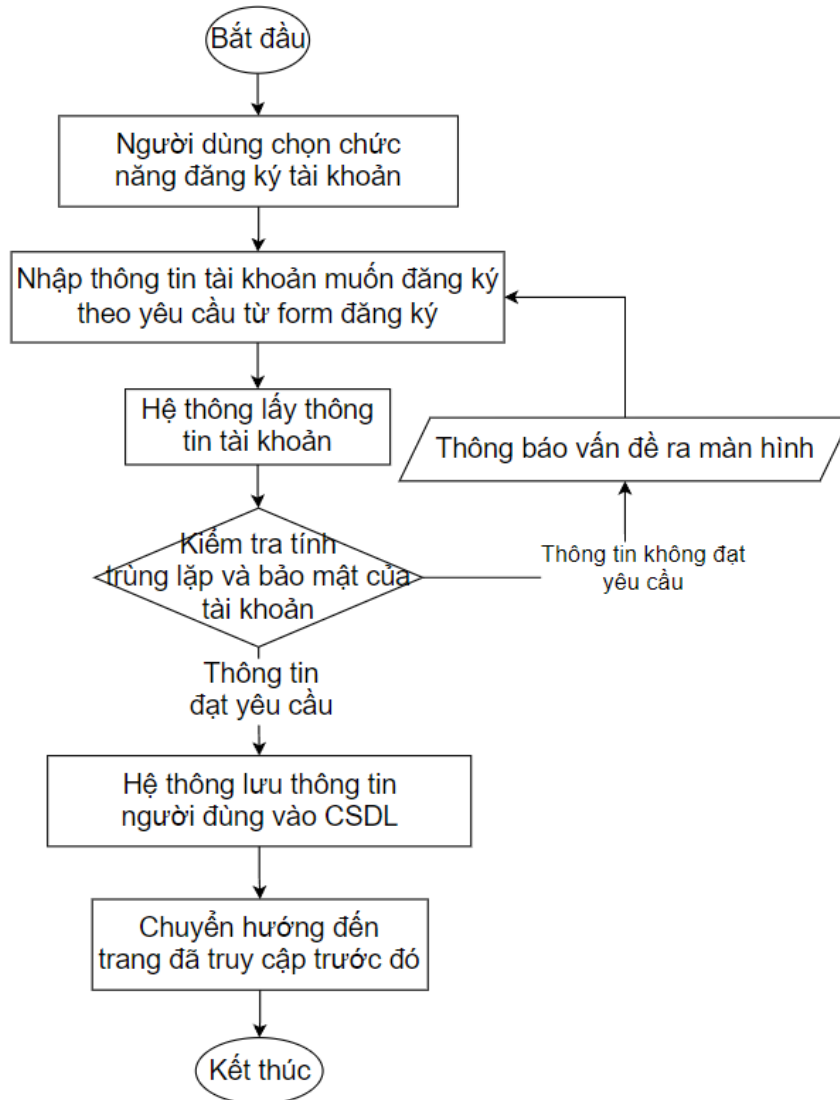 Bắt đầu
Người dùng chọn chức
năng đăng ký tài khoản
Nhập thông tin tài khoản muốn đăng ký
theo yêu cầu từ form đăng ký
Hệ thống lấy thông
tin tài khoản
Thông báo vấn đề ra màn hình
Kiểm tra tính
trùng lặp và bảo mật của
tài khoản
Thông tin không đạt
yêu cầu
Thông tin
đạt yêu cầu
Hệ thông lưu thông tin
người đùng vào CSDL
Chuyển hướng đến
trang đã truy cập trước đó
Kết thúc